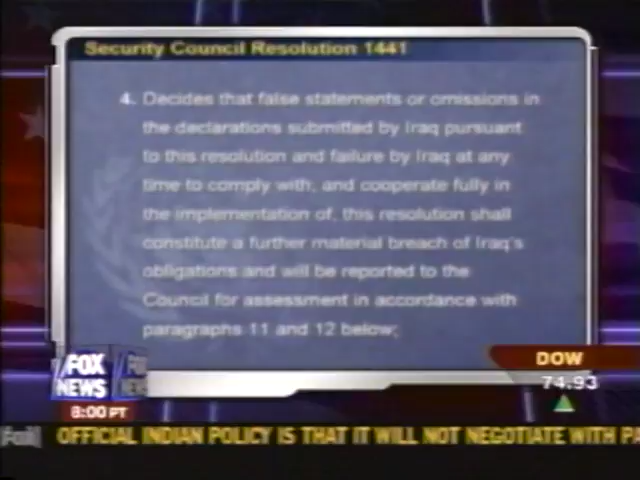 Security Council Resolution 1441
4. Decides that false statements or omissions in
the declarations submitted by Iraq pursuant
to this resolution and failure by Iraq at any
time to comply with, and cooperate fully in
the implementation of, this resolution shall
constitute a further material breach of Iraq's
obligations and will be reported to the
Council for assessment in accordance with
paragraphs 11 and 12 below;
FOX
NEWS
8:00 PT
DOW
74.93
Fox
OFFICIAL INDIAN POLICY IS THAT IT WILL NOT NEGOTIATE WITH PA